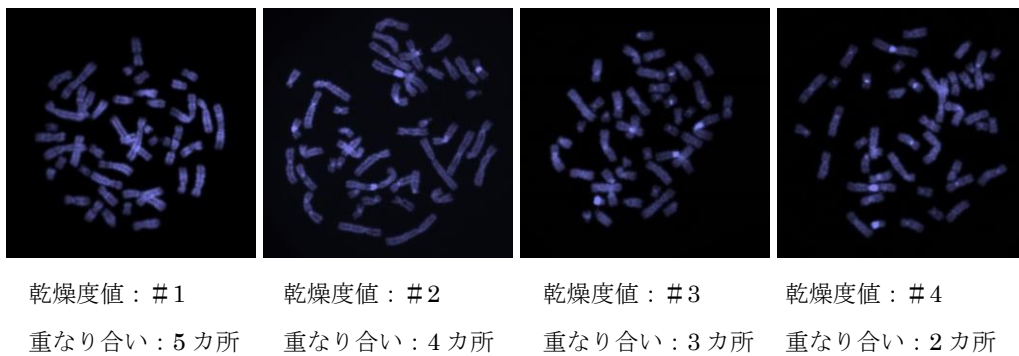 乾燥度値：＃1
重なり合い：5カ所
乾燥度値：＃2
重なり合い：4カ所
乾燥度値：＃3
重なり合い：3カ所
乾燥度値：＃4
重なり合い：2カ所